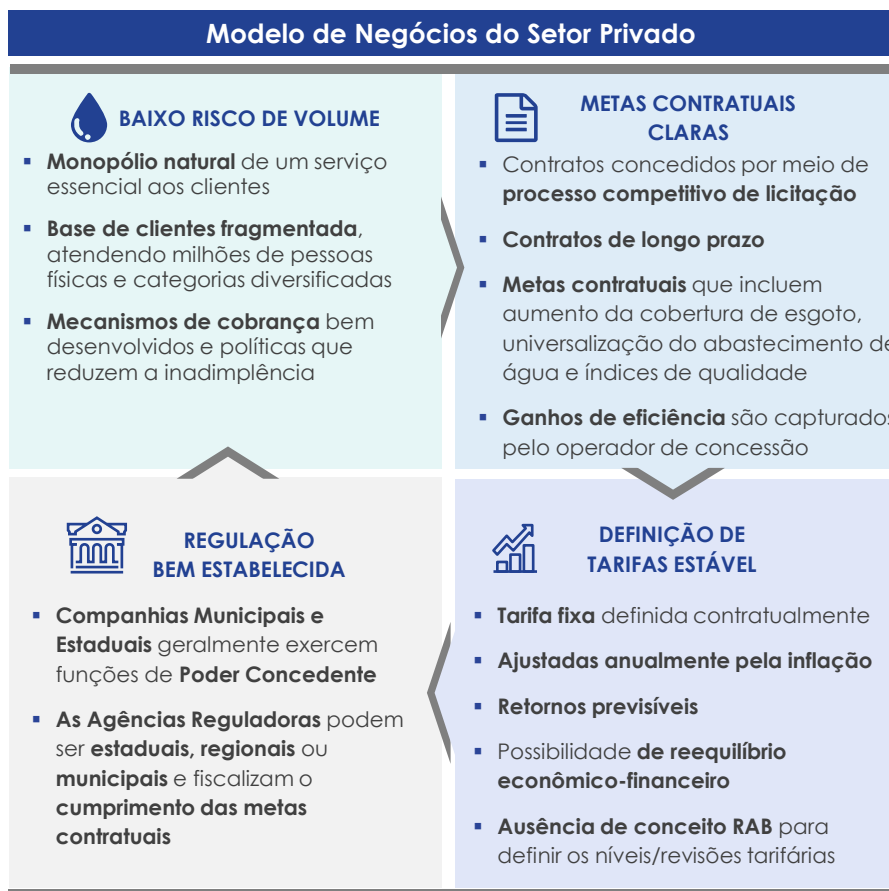 Modelo de Negócios do Setor Privado
BAIXO RISCO DE VOLUME
▪ Monopólio natural de um serviço
essencial aos clientes
▪ Base de clientes fragmentada,
atendendo milhões de pessoas
físicas e categorias diversificadas
▪ Mecanismos de cobrança bem
desenvolvidos e políticas que
reduzem a inadimplência
METAS CONTRATUAIS
CLARAS
▪ Contratos concedidos por meio de
processo competitivo de licitação
▪ Contratos de longo prazo
▪ Metas contratuais que incluem
aumento da cobertura de esgoto,
universalização do abastecimento de
água e índices de qualidade
▪ Ganhos de eficiência são capturados
pelo operador de concessão
REGULAÇÃO
BEM ESTABELECIDA
▪ Companhias Municipais e
Estaduais geralmente exercem
funções de Poder Concedente
▪ As Agências Reguladoras podem
ser estaduais, regionais ou
municipais e fiscalizam o
cumprimento das metas
contratuais
DEFINIÇÃO DE
TARIFAS ESTÁVEL
▪ Tarifa fixa definida contratualmente
▪ Ajustadas anualmente pela inflação
▪ Retornos previsíveis
▪ Possibilidade de reequilíbrio
econômico-financeiro
▪ Ausência de conceito RAB para
definir os níveis/revisões tarifárias